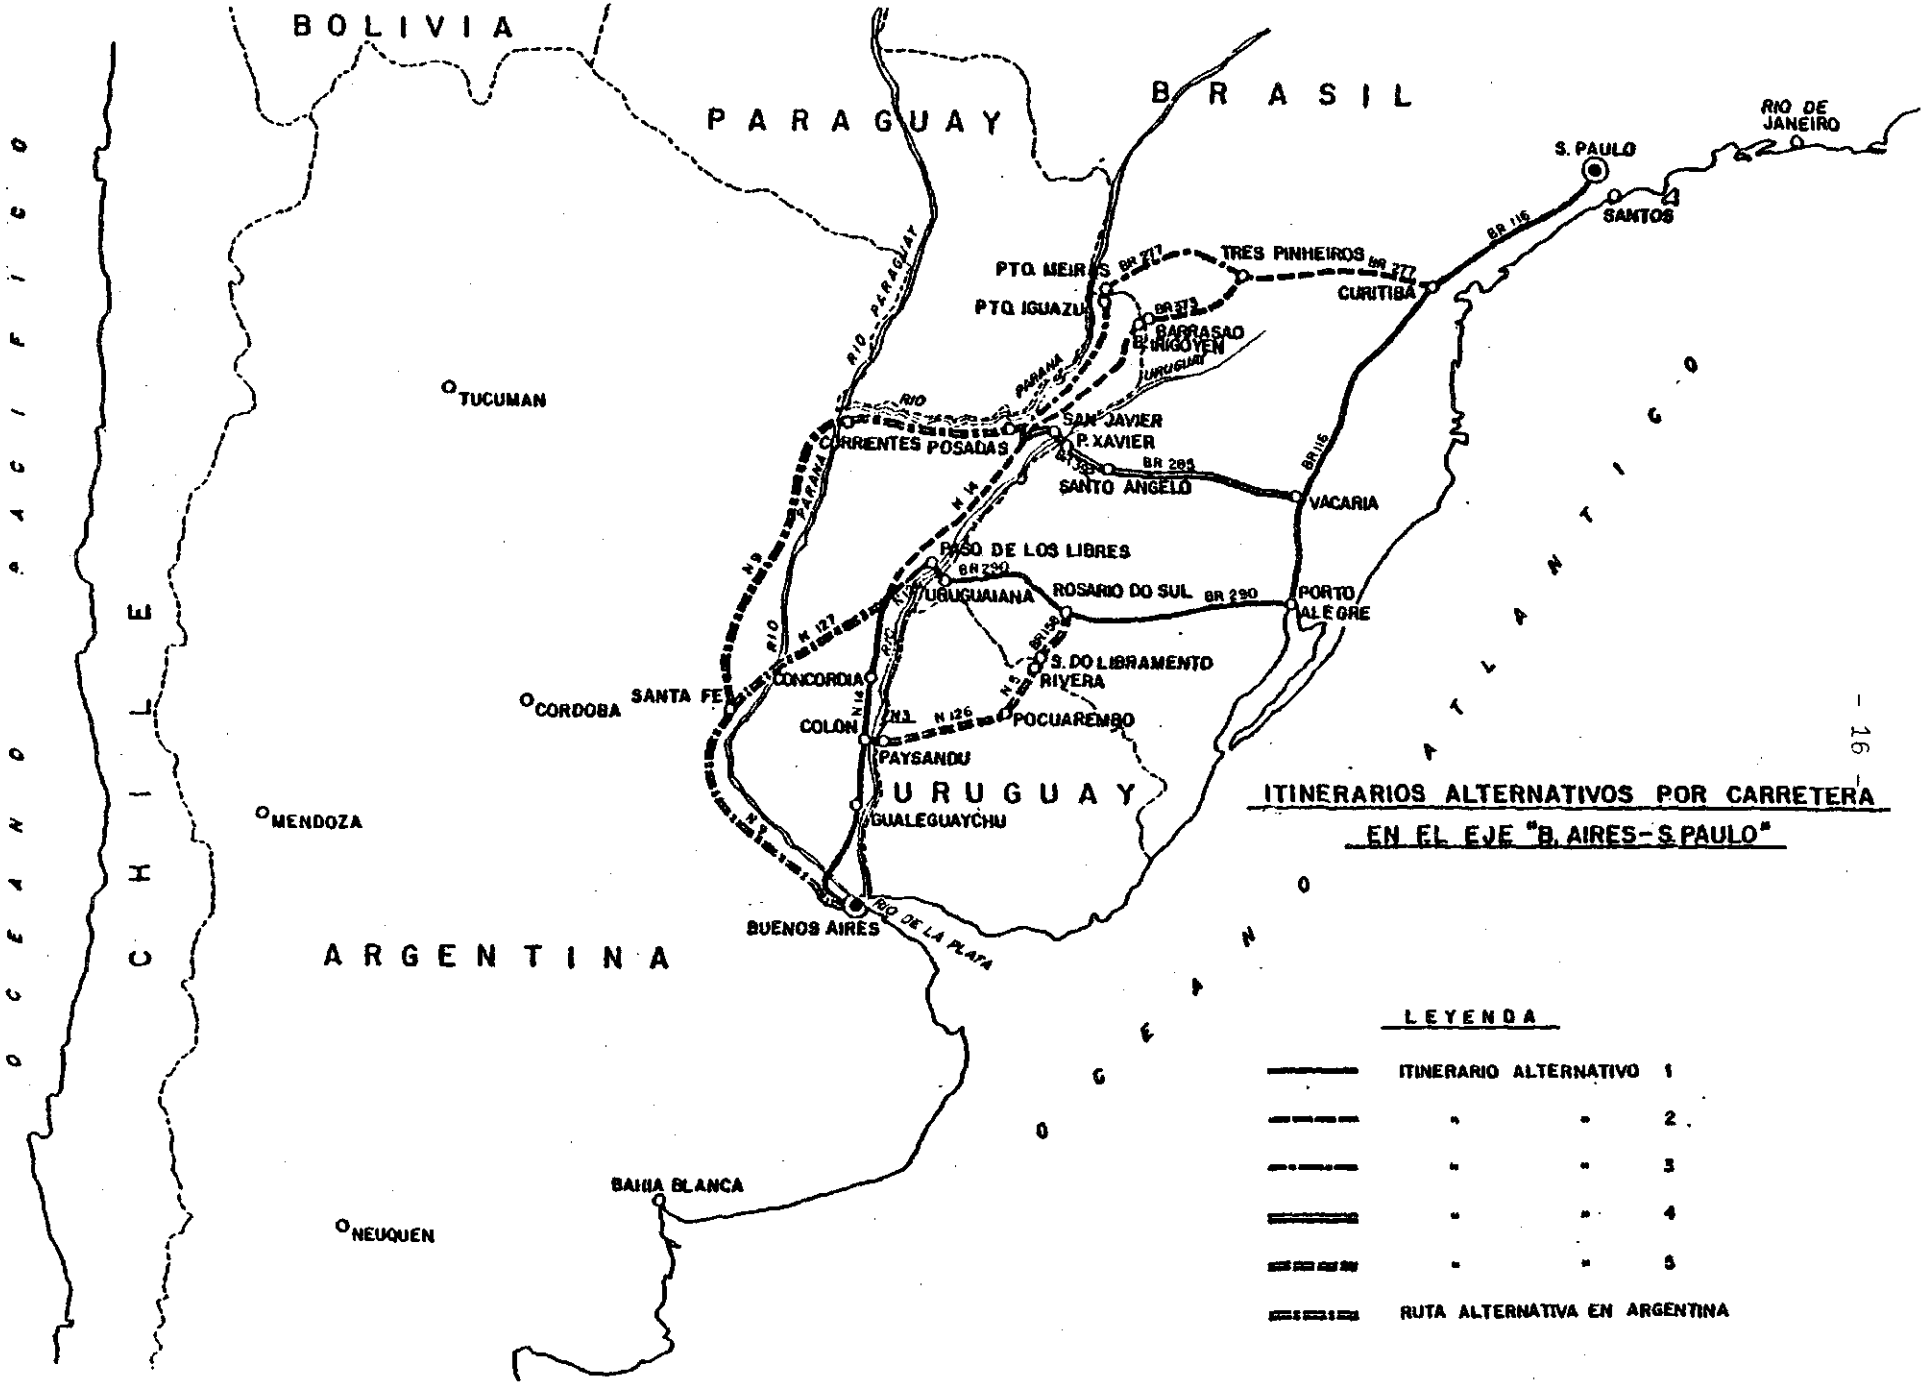 BOLIVIA
PARAGUAY
BRASIL
RIO DE
JANEIRO
S. PAULO
SANTOS
BR 116
RIO PARAGUAY
PTO. MEIRAS
BR 277
TRES PINHEIROS
BR 277
CURITIBA
PTO. IGUAZU
BR 373
BARRASAO
B. IRIGOYEN
URUGUAY
PARANA
RIO
TUCUMAN
CORRIENTES
POSADAS
SAN JAVIER
P. XAVIER
BR 285
SANTO ANGELO
BR 116
VACARIA
PARANA
N 14
N 9
PASO DE LOS LIBRES
BR 290
URUGUAIANA
ROSARIO DO SUL
BR 290
PORTO
ALEGRE
N 127
RIO
RIO
BR 158
S. DO LIBRAMENTO
RIVERA
CONCORDIA
SANTA FE
CORDOBA
N 14
N 5
COLON
N3
N 126
POCUAREMBO
PAYSANDU
URUGUAY
GUALEGUAYCHU
MENDOZA
N 9
BUENOS AIRES
RIO DE LA PLATA
ARGENTINA
CHILE
OCEANO PACIFICO
OCEANO ATLANTICO
BAHIA BLANCA
NEUQUEN
- 16 -
ITINERARIOS ALTERNATIVOS POR CARRETERA
EN EL EJE "B. AIRES-S. PAULO"
LEYENDA
ITINERARIO ALTERNATIVO 1
" " 2
" " 3
" " 4
" " 5
RUTA ALTERNATIVA EN ARGENTINA